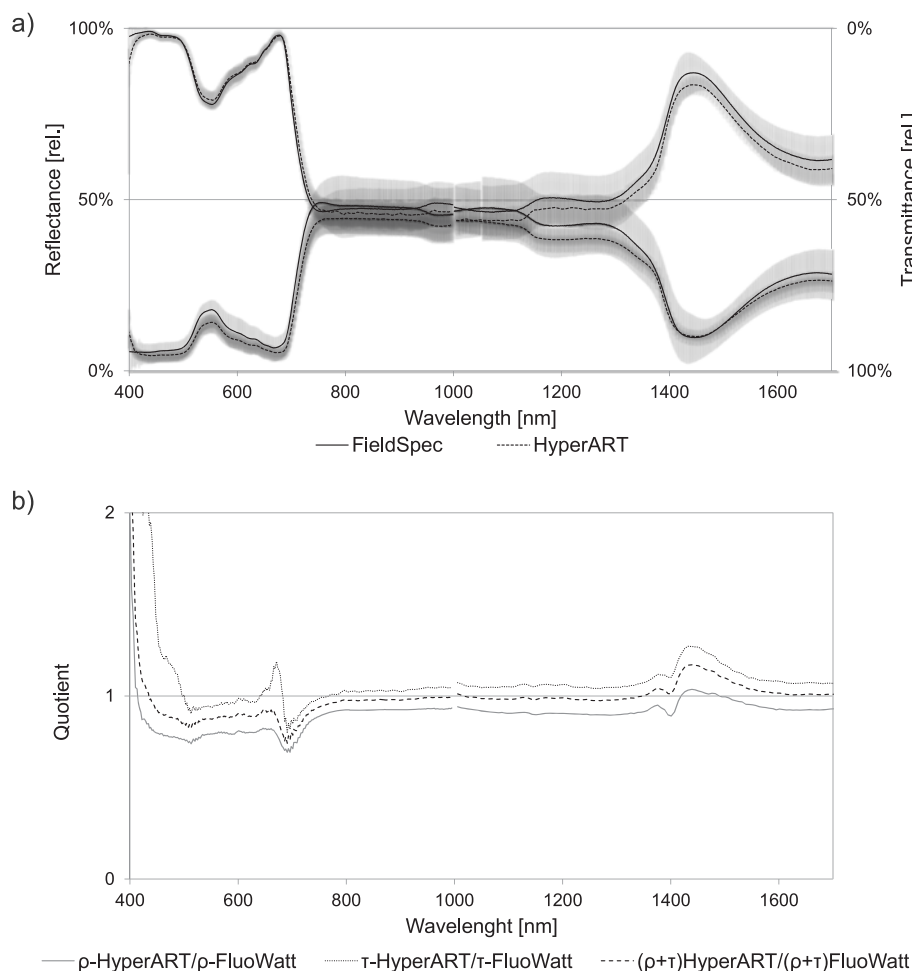 a)
100%
0%
Reflectance [rel.]
50%
50%
Transmittance [rel.]
0%
100%
400
600
800
1000
1200
1400
1600
Wavelength [nm]
FieldSpec
HyperART
b)
2
Quotient
1
0
400
600
800
1000
1200
1400
1600
Wavelenght [nm]
ρ-HyperART/ρ-FluoWatt
τ-HyperART/τ-FluoWatt
(ρ+τ)HyperART/(ρ+τ)FluoWatt